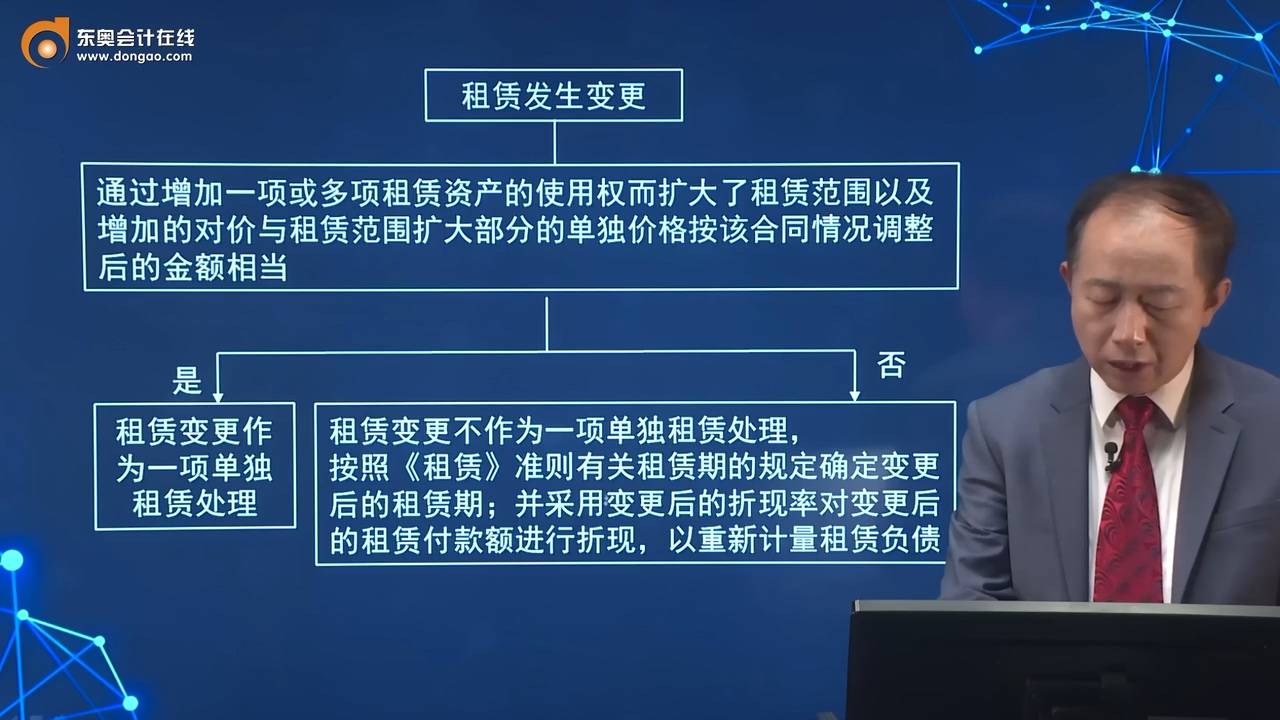 东奥会计在线
www.dongao.com
租赁发生变更
通过增加一项或多项租赁资产的使用权而扩大了租赁范围以及
增加的对价与租赁范围扩大部分的单独价格按该合同情况调整
后的金额相当
是
否
租赁变更作
为一项单独
租赁处理
租赁变更不作为一项单独租赁处理，
按照《租赁》准则有关租赁期的规定确定变更
后的租赁期；并采用变更后的折现率对变更后
的租赁付款额进行折现，以重新计量租赁负债